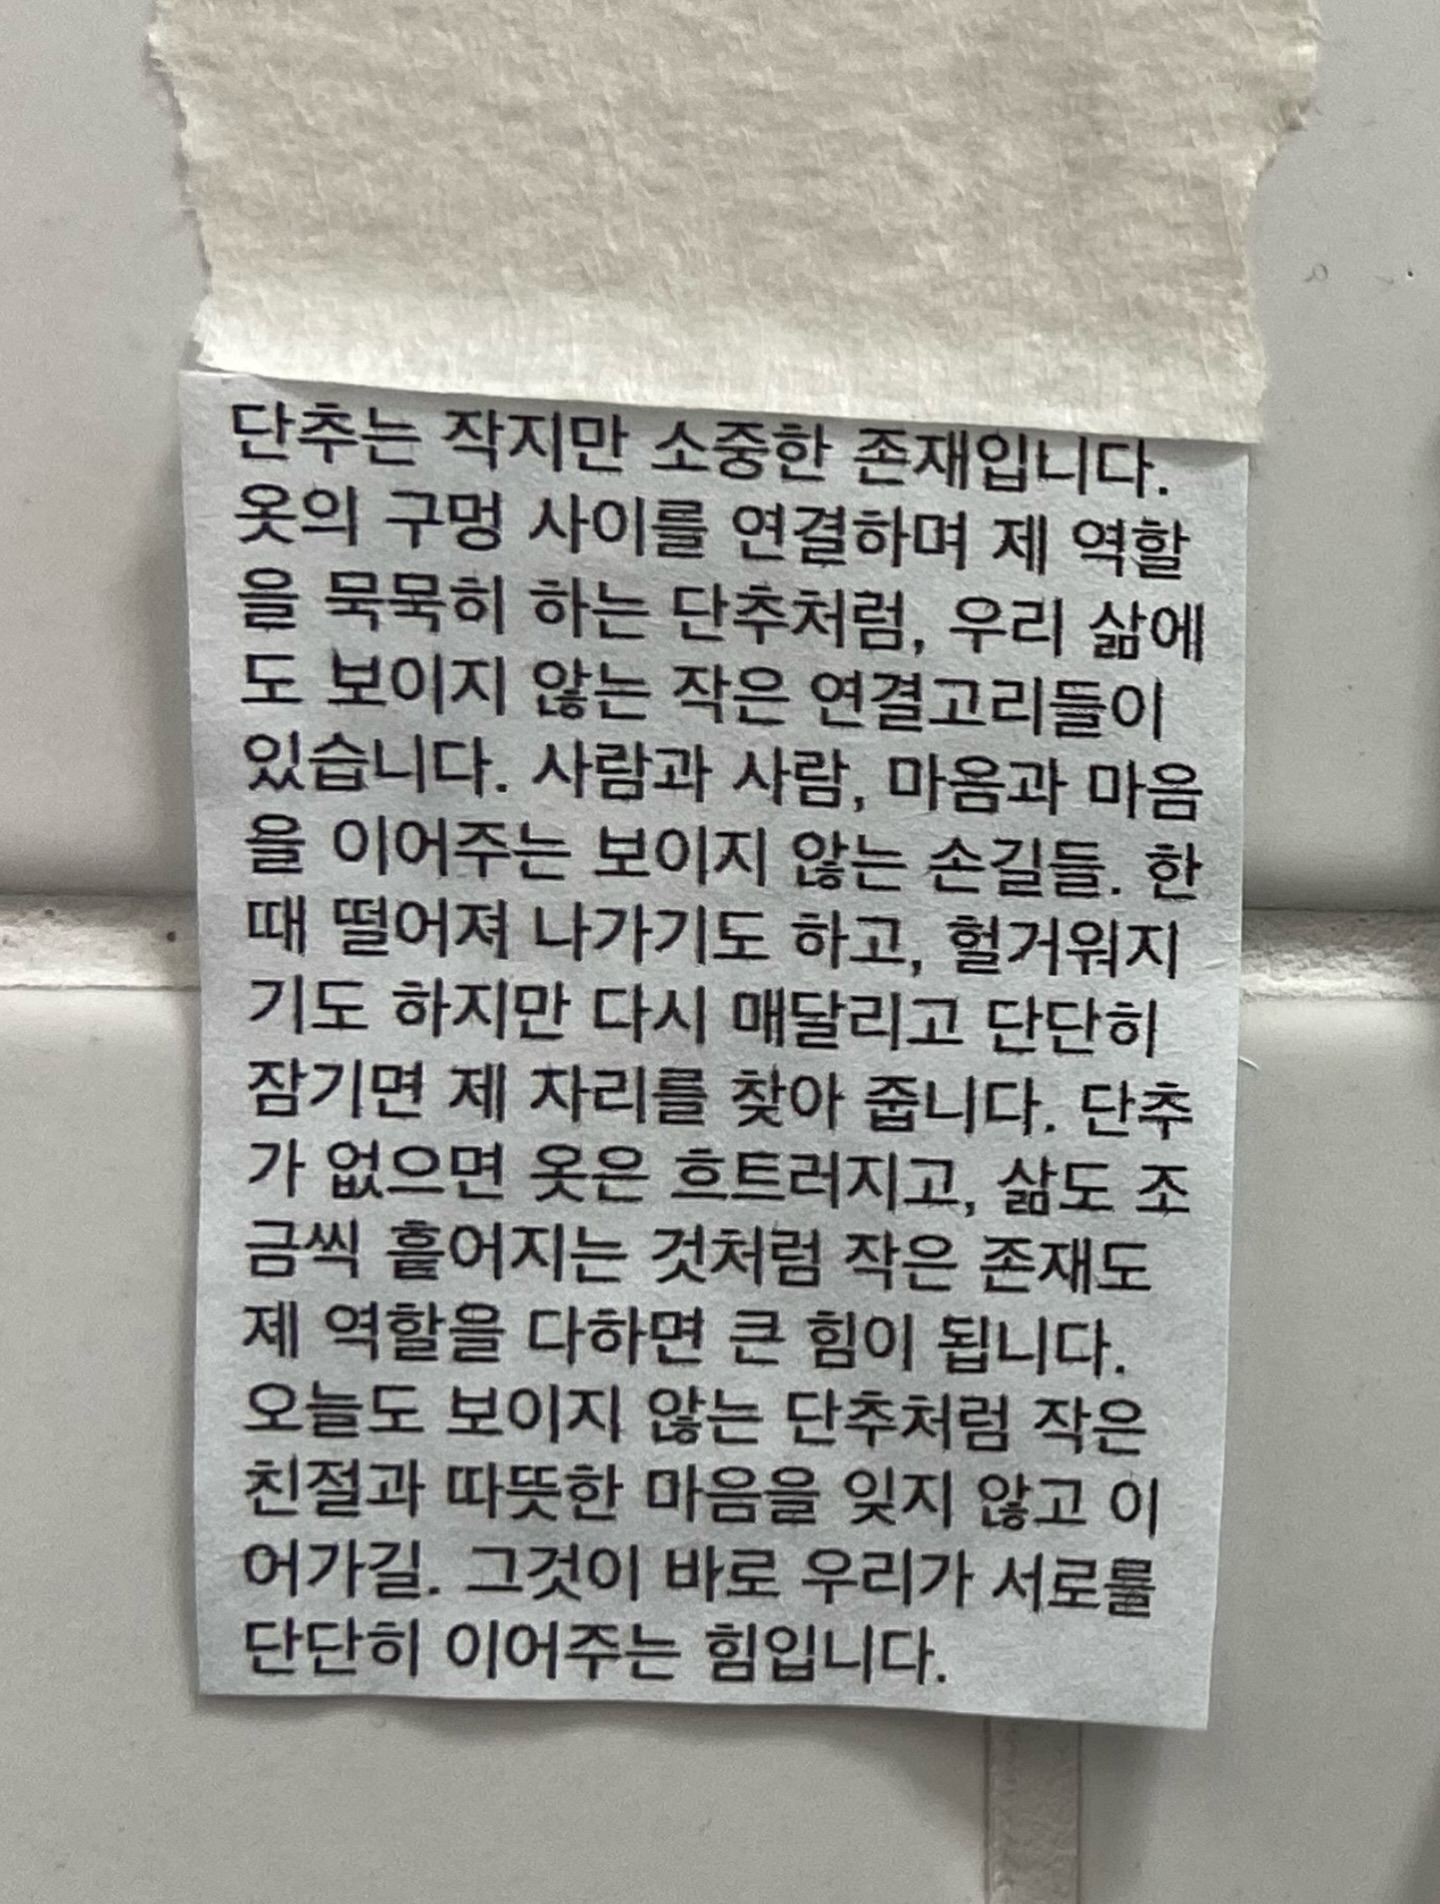 단추는 작지만 소중한 존재입니다.
옷의 구멍 사이를 연결하며 제 역할
을 묵묵히 하는 단추처럼, 우리 삶에
도 보이지 않는 작은 연결고리들이
있습니다. 사람과 사람, 마음과 마음
을 이어주는 보이지 않는 손길들. 한
때 떨어져 나가기도 하고, 헐거워지
기도 하지만 다시 매달리고 단단히
잠기면 제 자리를 찾아 줍니다. 단추
가 없으면 옷은 흐트러지고, 삶도 조
금씩 흩어지는 것처럼 작은 존재도
제 역할을 다하면 큰 힘이 됩니다.
오늘도 보이지 않는 단추처럼 작은
친절과 따뜻한 마음을 잊지 않고 이
어가길. 그것이 바로 우리가 서로를
단단히 이어주는 힘입니다.